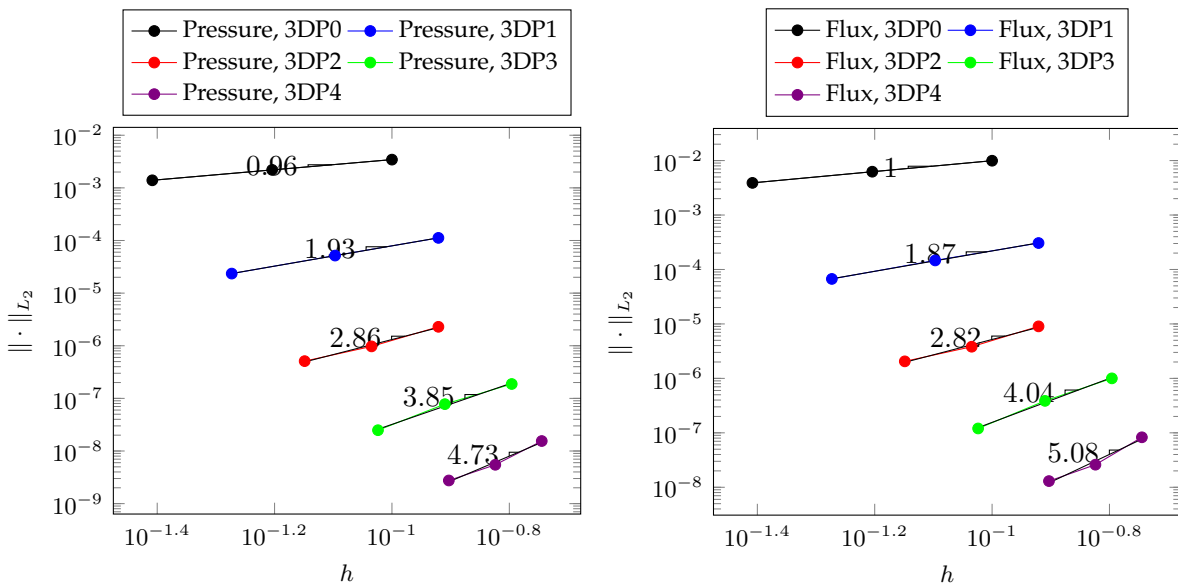 Pressure, 3DP0 Pressure, 3DP1
Pressure, 3DP2 Pressure, 3DP3
Pressure, 3DP4
10^{-2}
10^{-3}
10^{-4}
10^{-5}
10^{-6}
10^{-7}
10^{-8}
10^{-9}
|| · ||_{L_2}
0.96
1.93
2.86
3.85
4.73
10^{-1.4} 10^{-1.2} 10^{-1} 10^{-0.8}
h
Flux, 3DP0 Flux, 3DP1
Flux, 3DP2 Flux, 3DP3
Flux, 3DP4
10^{-2}
10^{-3}
10^{-4}
10^{-5}
10^{-6}
10^{-7}
10^{-8}
|| · ||_{L_2}
1
1.87
2.82
4.04
5.08
10^{-1.4} 10^{-1.2} 10^{-1} 10^{-0.8}
h